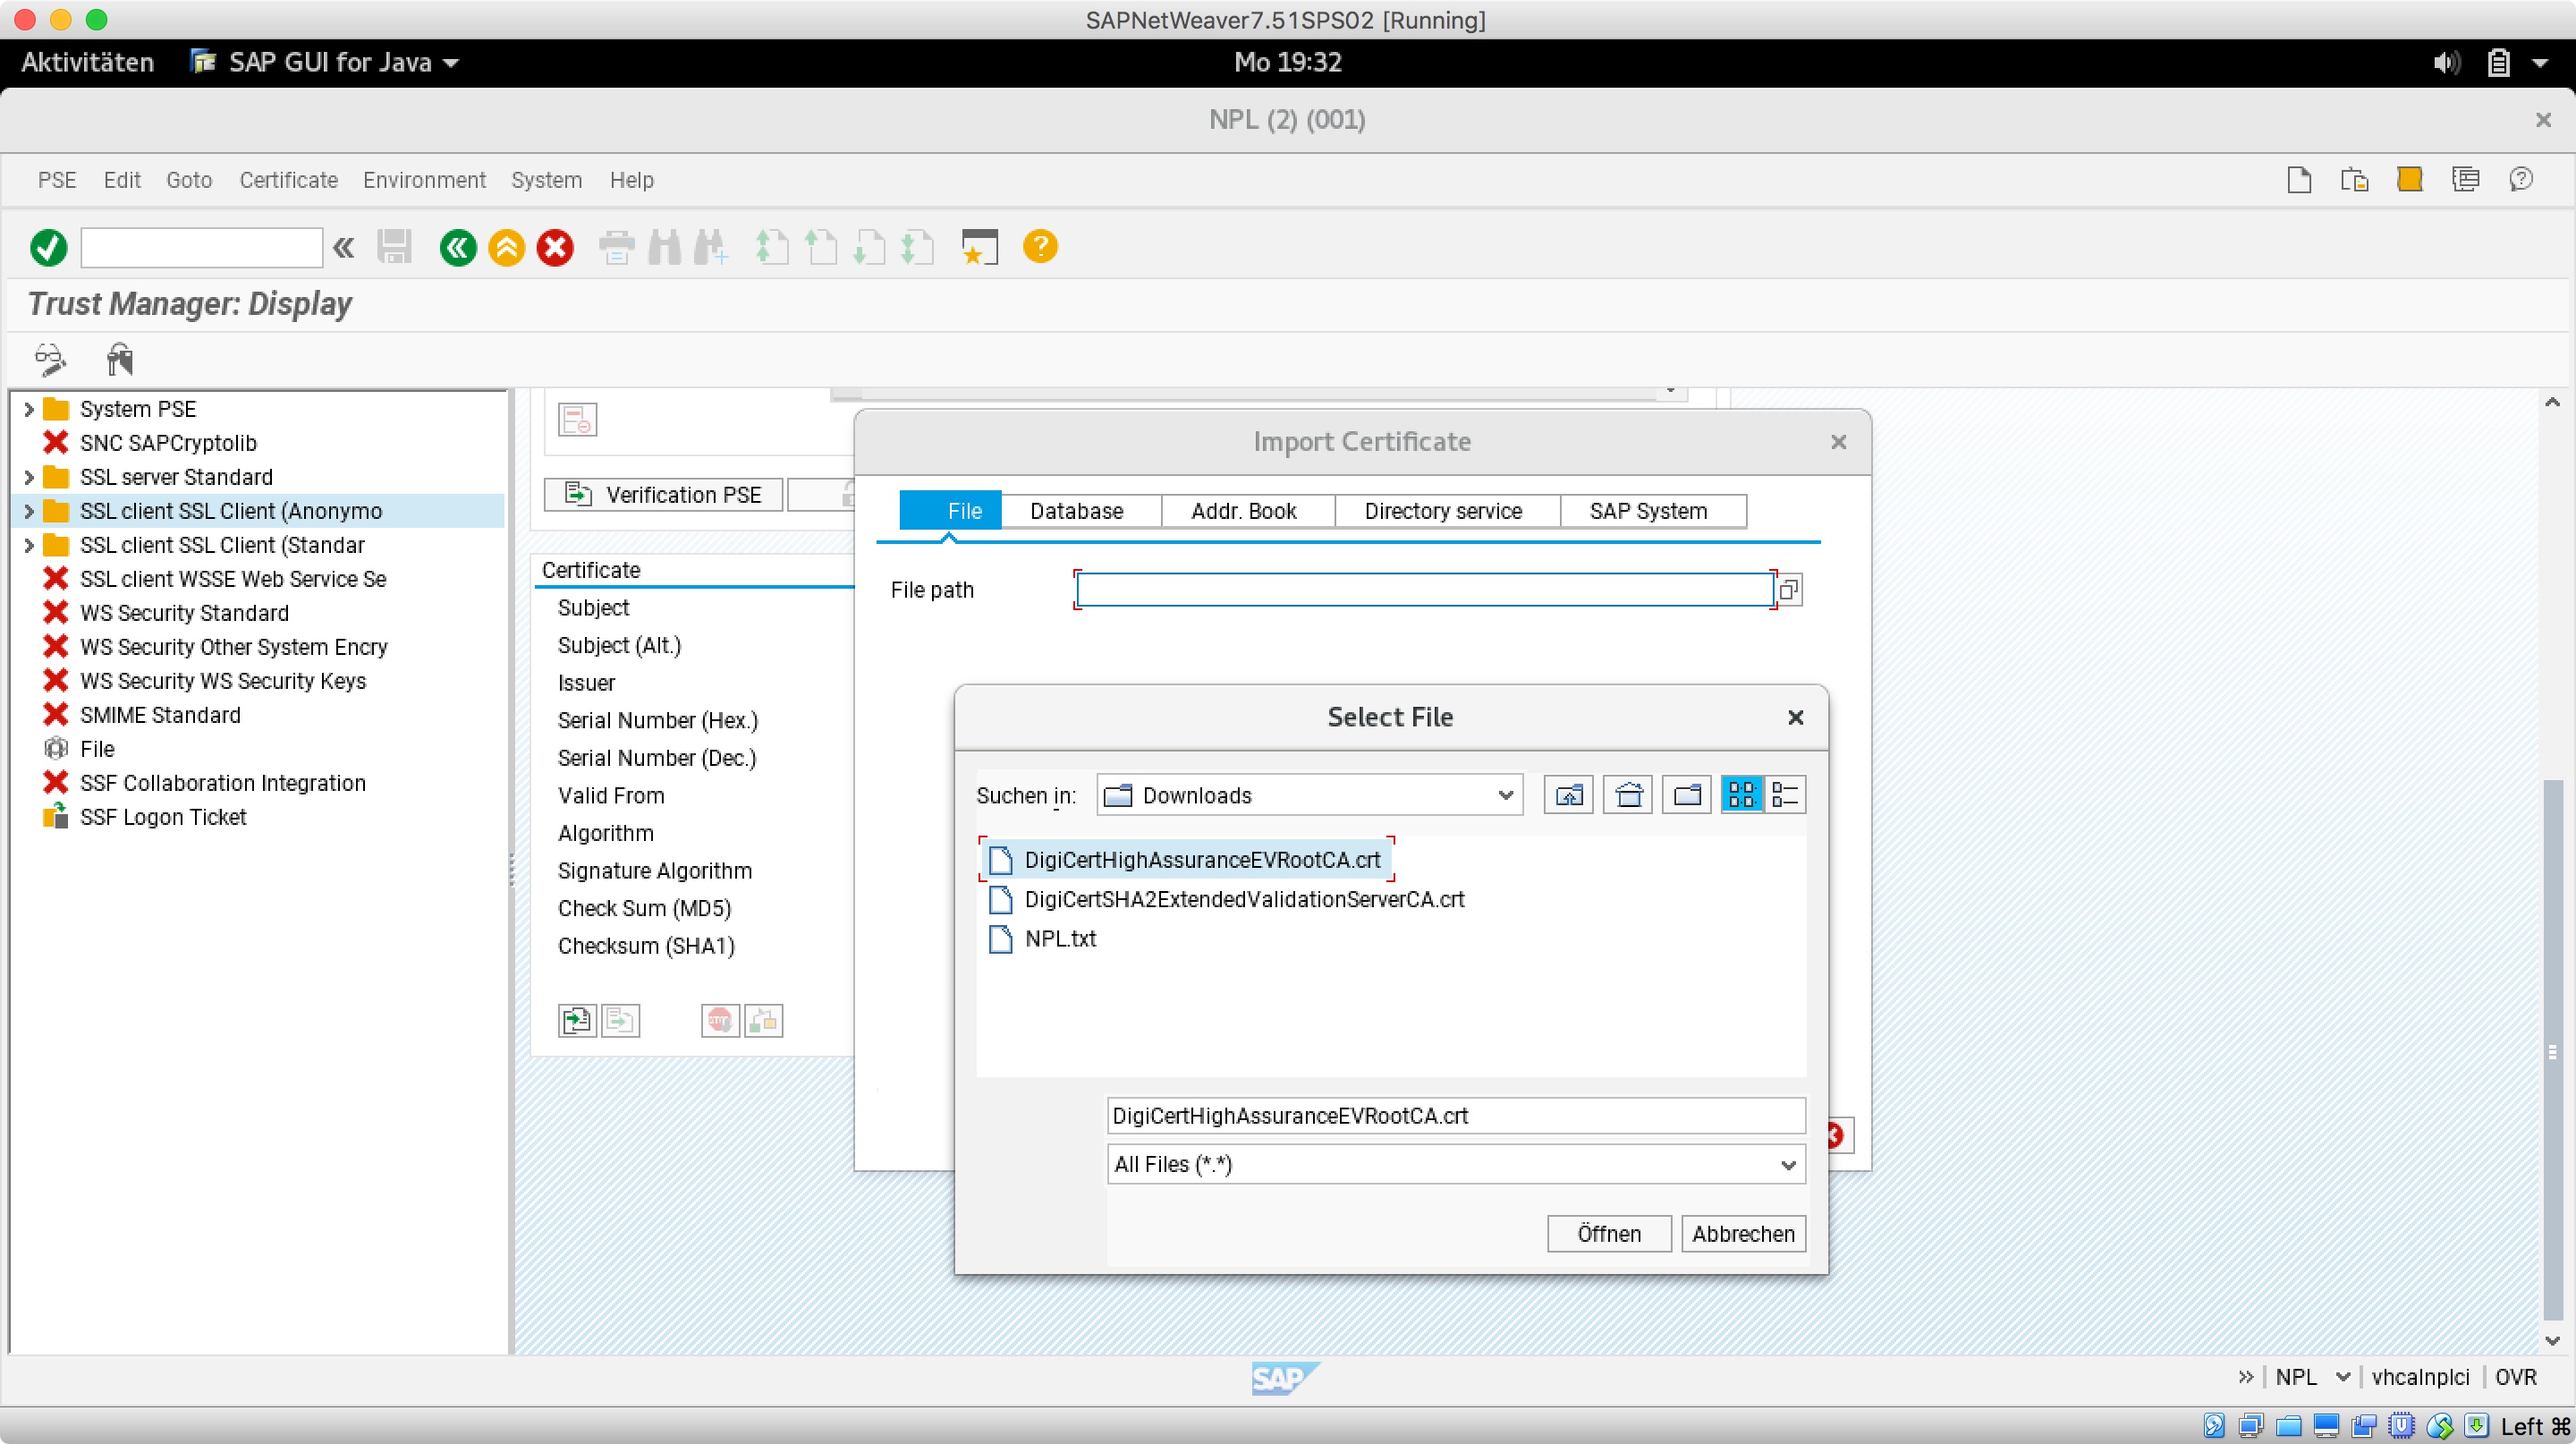 SAPNetWeaver7.51SPS02 [Running]
Aktivitäten SAP GUI for Java Mo 19:32
NPL (2) (001)
PSE Edit Goto Certificate Environment System Help
Trust Manager: Display
System PSE
SNC SAPCryptolib
SSL server Standard
SSL client SSL Client (Anonymo
SSL client SSL Client (Standar
SSL client WSSE Web Service Se
WS Security Standard
WS Security Other System Encry
WS Security WS Security Keys
SMIME Standard
File
SSF Collaboration Integration
SSF Logon Ticket
Verification PSE
Certificate
Subject
Subject (Alt.)
Issuer
Serial Number (Hex.)
Serial Number (Dec.)
Valid From
Algorithm
Signature Algorithm
Check Sum (MD5)
Checksum (SHA1)
Import Certificate
File Database Addr. Book Directory service SAP System
File path
Select File
Suchen in: Downloads
DigiCertHighAssuranceEVRootCA.crt
DigiCertSHA2ExtendedValidationServerCA.crt
NPL.txt
DigiCertHighAssuranceEVRootCA.crt
All Files (*.*)
Öffnen Abbrechen
SAP
NPL vhcalnplci OVR
Left ⌘